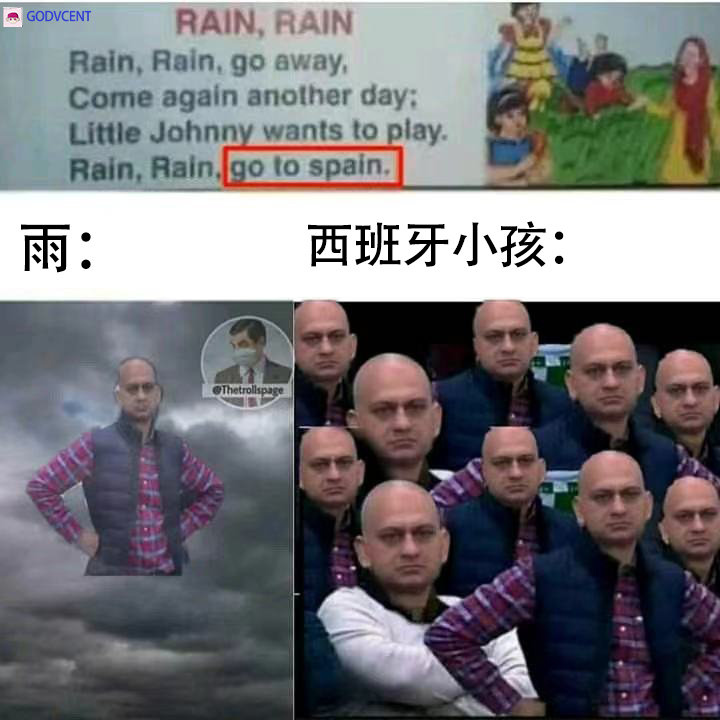 GODVCENT
RAIN, RAIN
Rain, Rain, go away,
Come again another day;
Little Johnny wants to play.
Rain, Rain, go to spain.
雨：
西班牙小孩：
@Thetrollspage